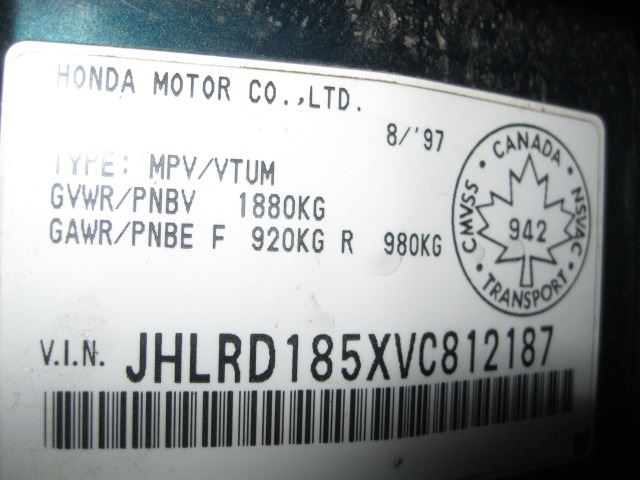 HONDA MOTOR CO.,LTD.
8/'97
TYPE: MPV/VTUM
GVWR/PNBV 1880KG
GAWR/PNBE F 920KG R 980KG
CANADA
CMVSS
NSVAC
942
TRANSPORT
V.I.N. JHLRD185XVC812187